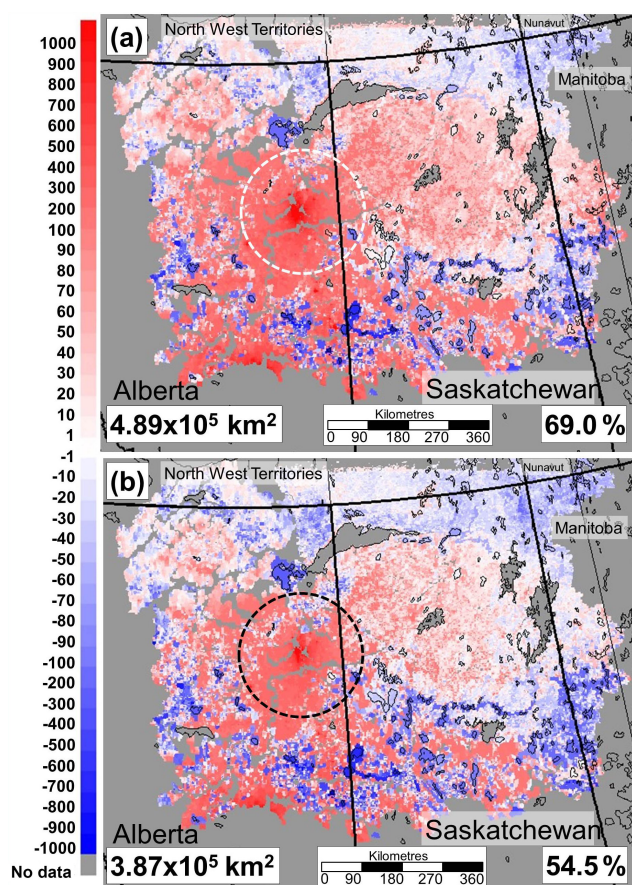 1000
900
800
700
600
500
400
300
200
100
90
80
70
60
50
40
30
20
10
1
-1
-10
-20
-30
-40
-50
-60
-70
-80
-90
-100
-200
-300
-400
-500
-600
-700
-800
-900
-1000
No data
(a)
North West Territories
Nunavut
Manitoba
Alberta
Saskatchewan
4.89x10⁵ km²
Kilometres
0 90 180 270 360
69.0 %
(b)
North West Territories
Nunavut
Manitoba
Alberta
Saskatchewan
3.87x10⁵ km²
Kilometres
0 90 180 270 360
54.5 %